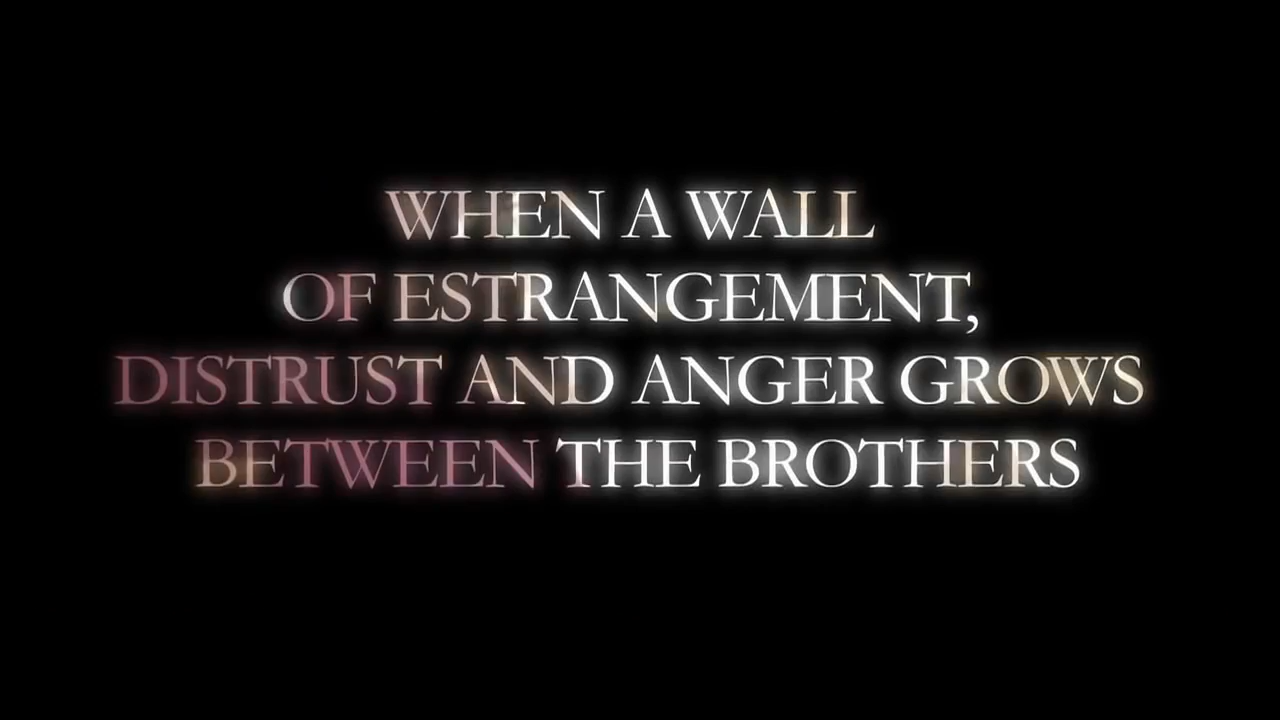 WHEN A WALL
OF ESTRANGEMENT,
DISTRUST AND ANGER GROWS
BETWEEN THE BROTHERS